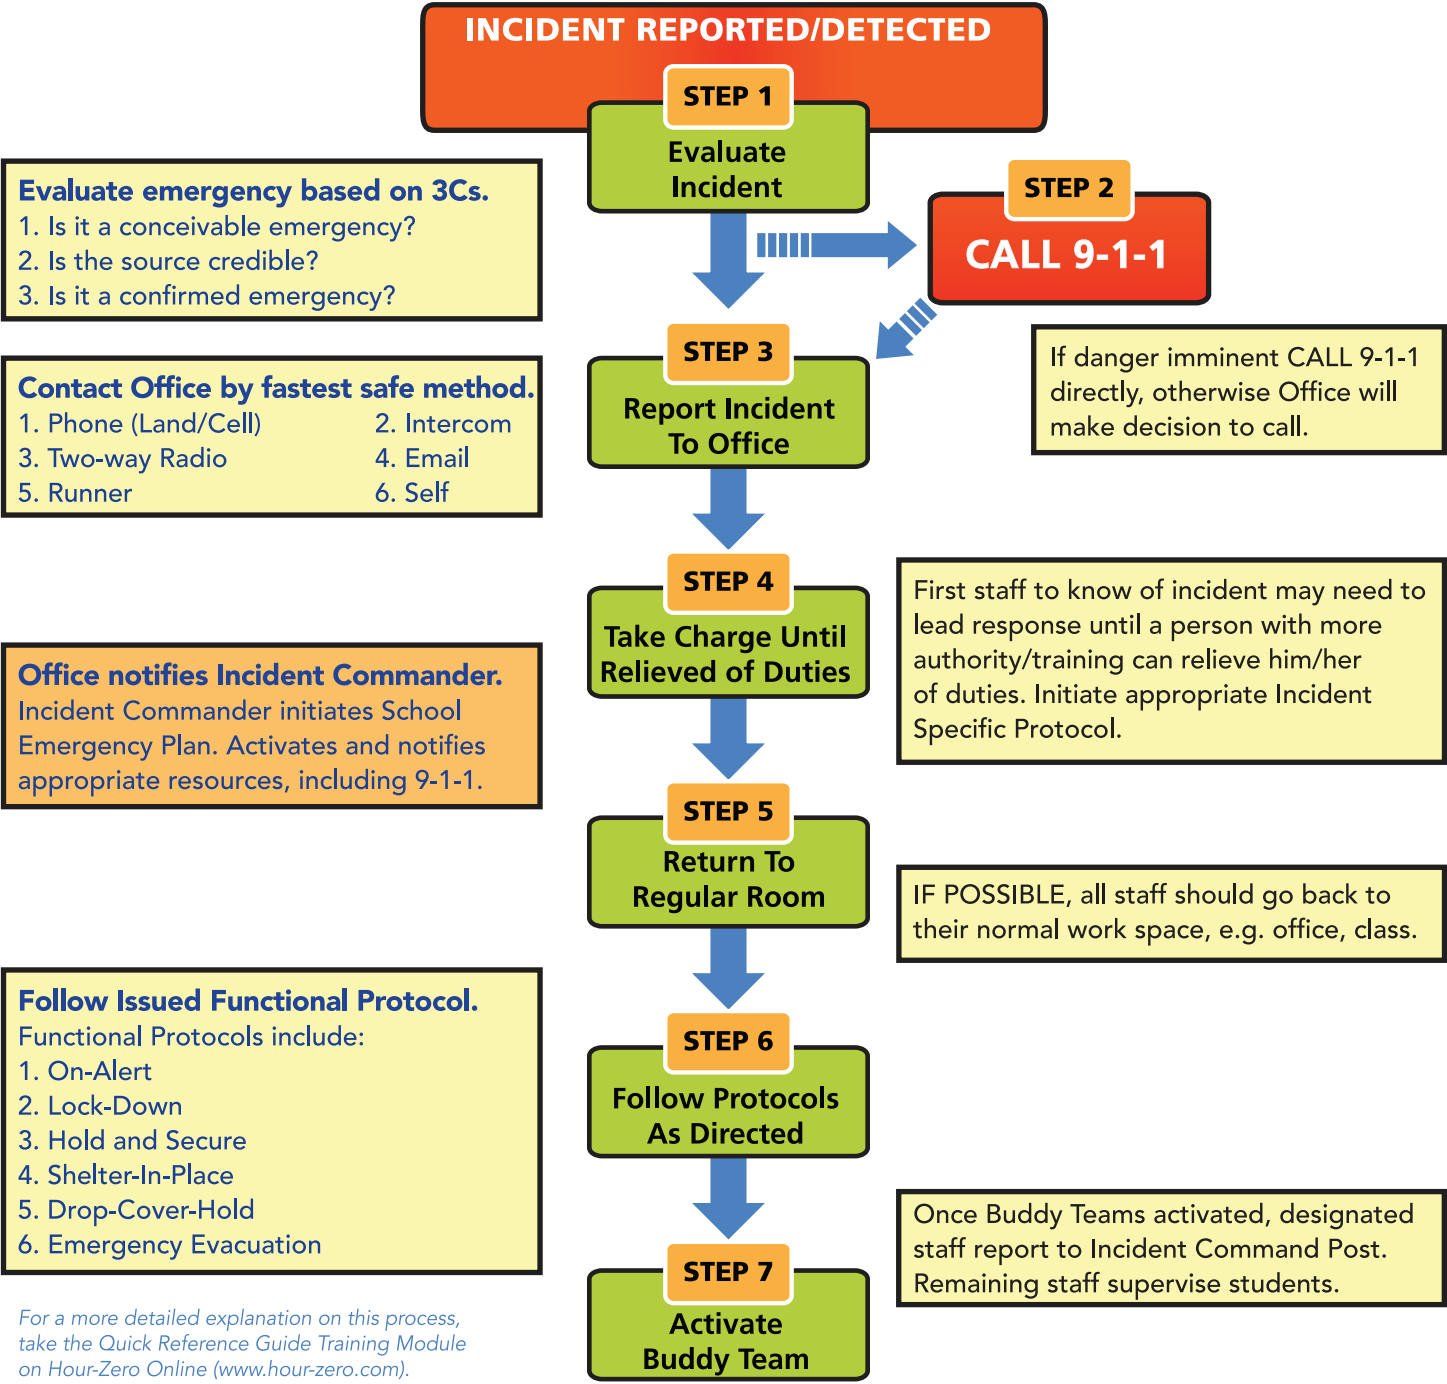 INCIDENT REPORTED/DETECTED
STEP 1
Evaluate
Incident
Evaluate emergency based on 3Cs.
1. Is it a conceivable emergency?
2. Is the source credible?
3. Is it a confirmed emergency?
STEP 2
CALL 9-1-1
If danger imminent CALL 9-1-1
directly, otherwise Office will
make decision to call.
STEP 3
Report Incident
To Office
Contact Office by fastest safe method.
1. Phone (Land/Cell) 2. Intercom
3. Two-way Radio 4. Email
5. Runner 6. Self
STEP 4
Take Charge Until
Relieved of Duties
First staff to know of incident may need to
lead response until a person with more
authority/training can relieve him/her
of duties. Initiate appropriate Incident
Specific Protocol.
Office notifies Incident Commander.
Incident Commander initiates School
Emergency Plan. Activates and notifies
appropriate resources, including 9-1-1.
STEP 5
Return To
Regular Room
IF POSSIBLE, all staff should go back to
their normal work space, e.g. office, class.
STEP 6
Follow Protocols
As Directed
Follow Issued Functional Protocol.
Functional Protocols include:
1. On-Alert
2. Lock-Down
3. Hold and Secure
4. Shelter-In-Place
5. Drop-Cover-Hold
6. Emergency Evacuation
STEP 7
Activate
Buddy Team
Once Buddy Teams activated, designated
staff report to Incident Command Post.
Remaining staff supervise students.
For a more detailed explanation on this process,
take the Quick Reference Guide Training Module
on Hour-Zero Online (www.hour-zero.com).